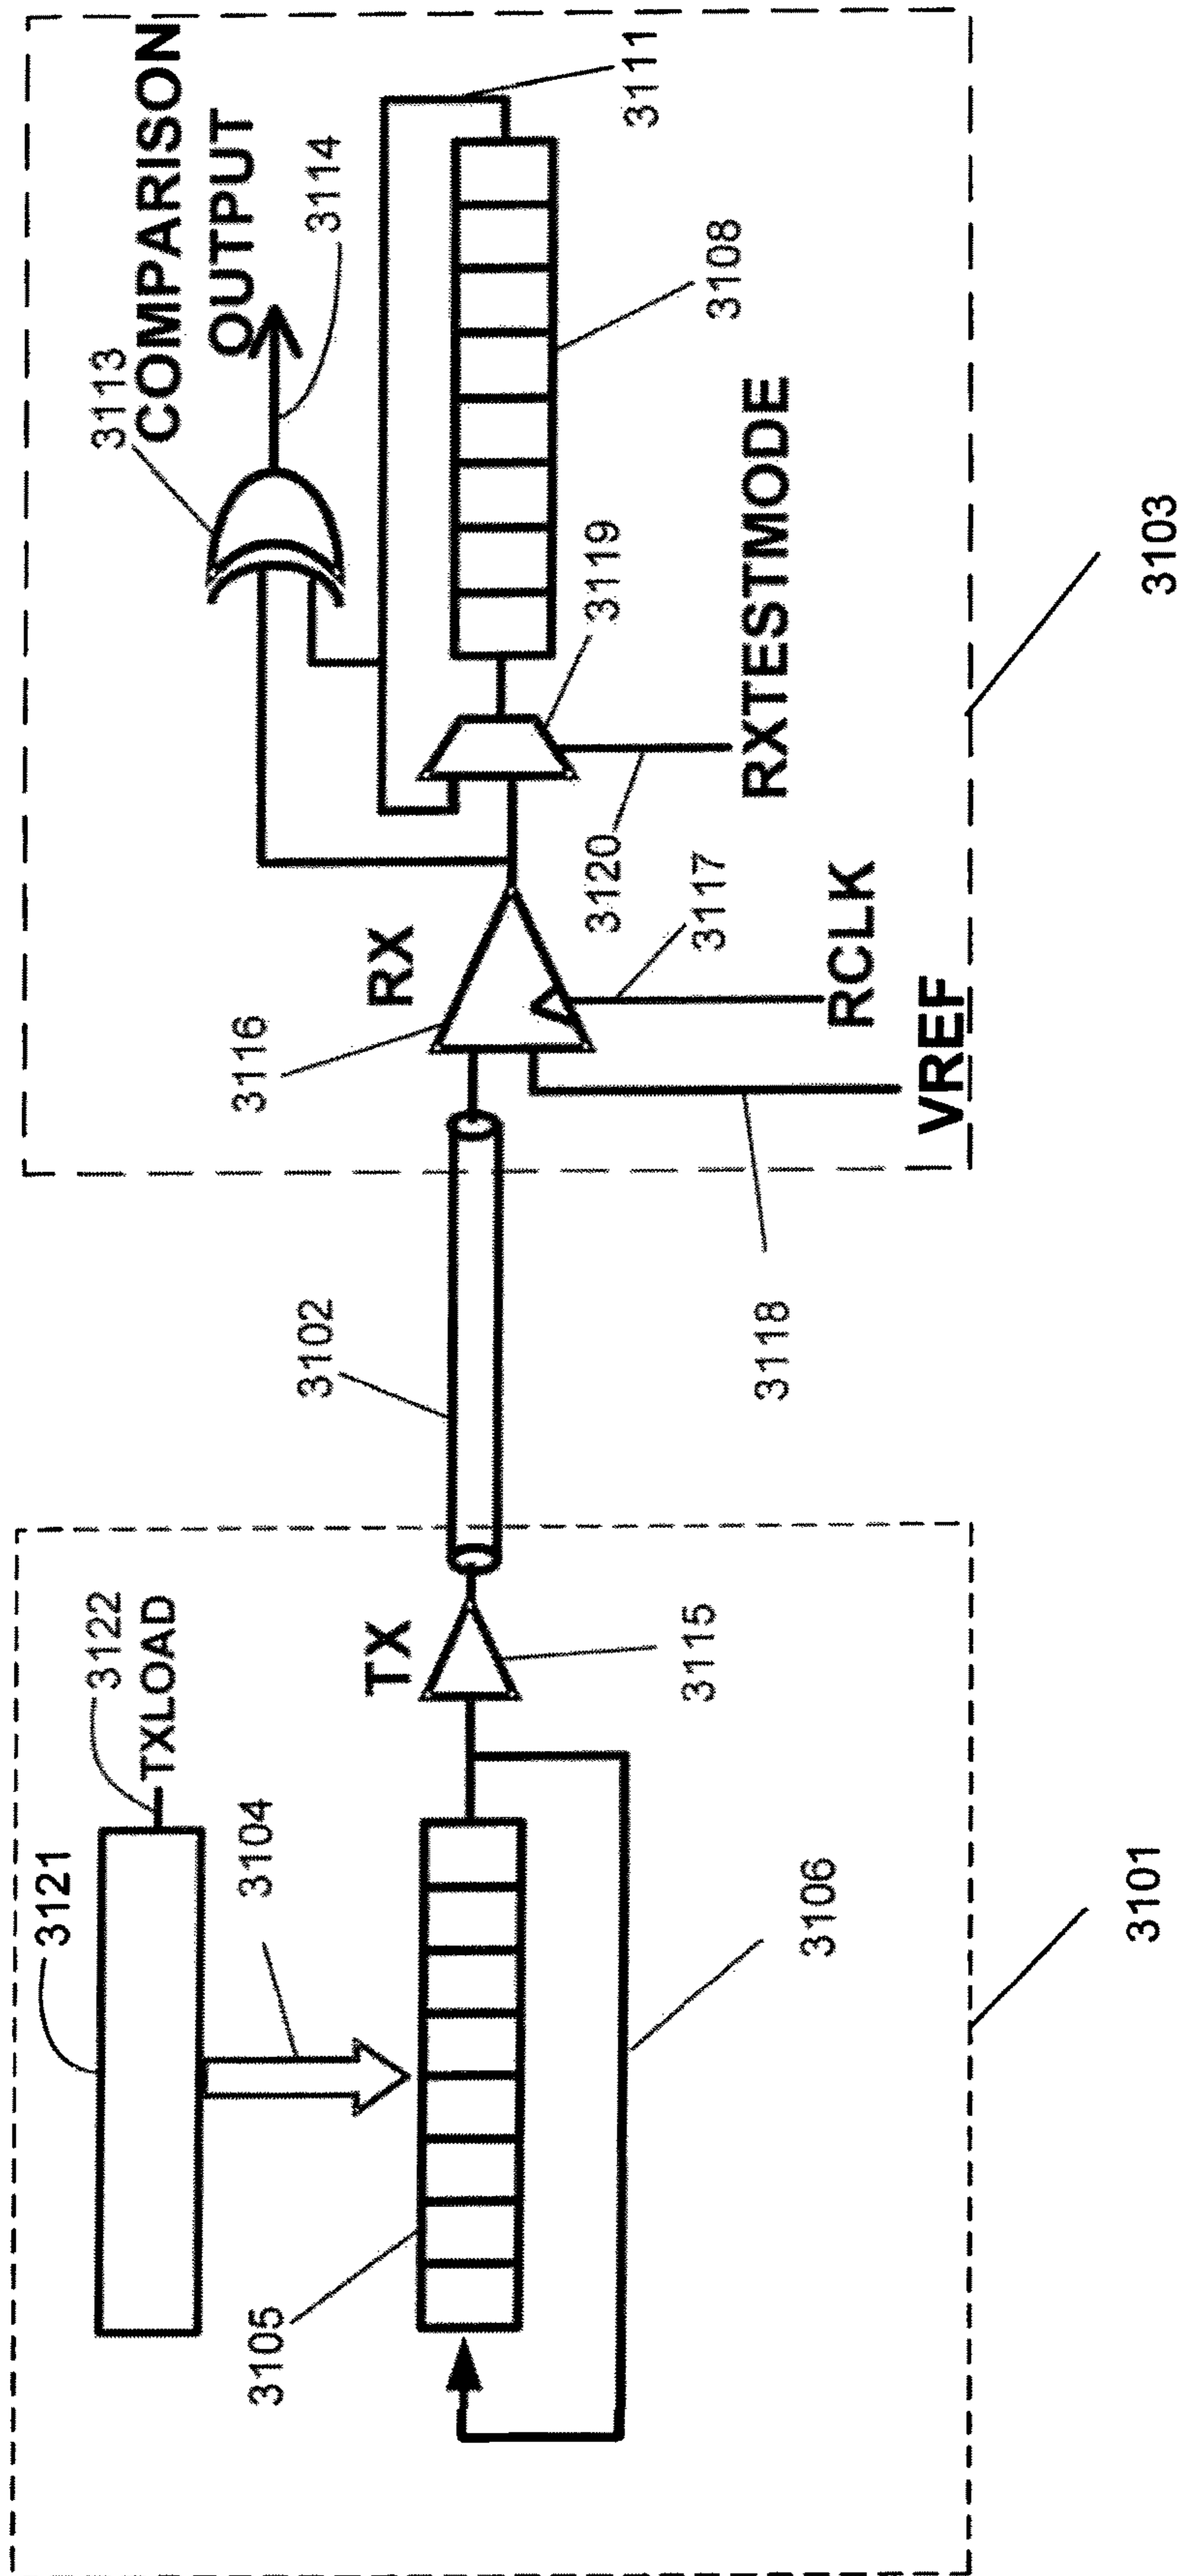 3121
3122
TXLOAD
3104
3105
TX
3115
3106
3101
3102
3118
3116
RX
VREF
RCLK
3117
3120
RXTESTMODE
3119
3113
COMPARISON
OUTPUT
3114
3108
3111
3103